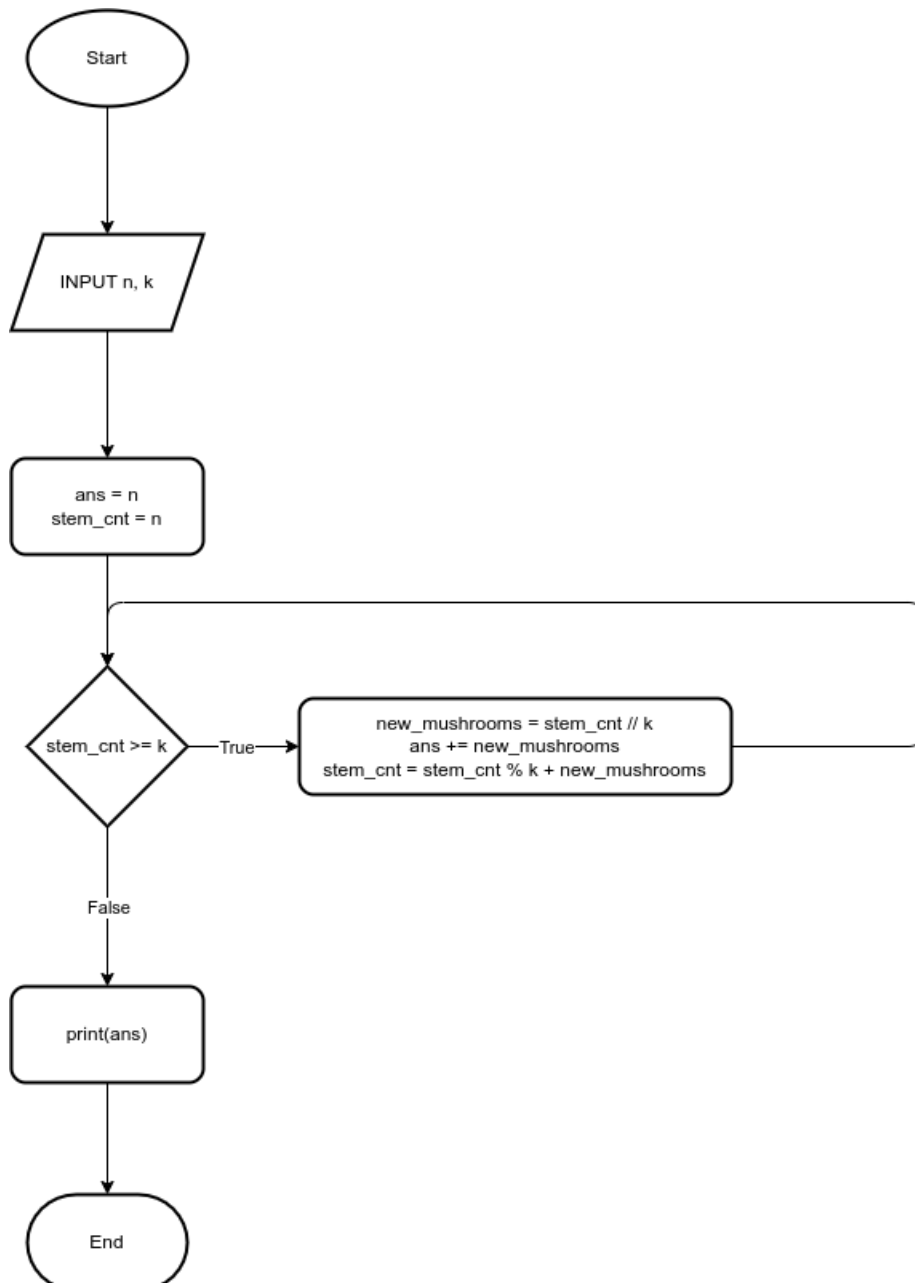 Start
INPUT n, k
ans = n
stem_cnt = n
stem_cnt >= k
True
new_mushrooms = stem_cnt // k
ans += new_mushrooms
stem_cnt = stem_cnt % k + new_mushrooms
False
print(ans)
End